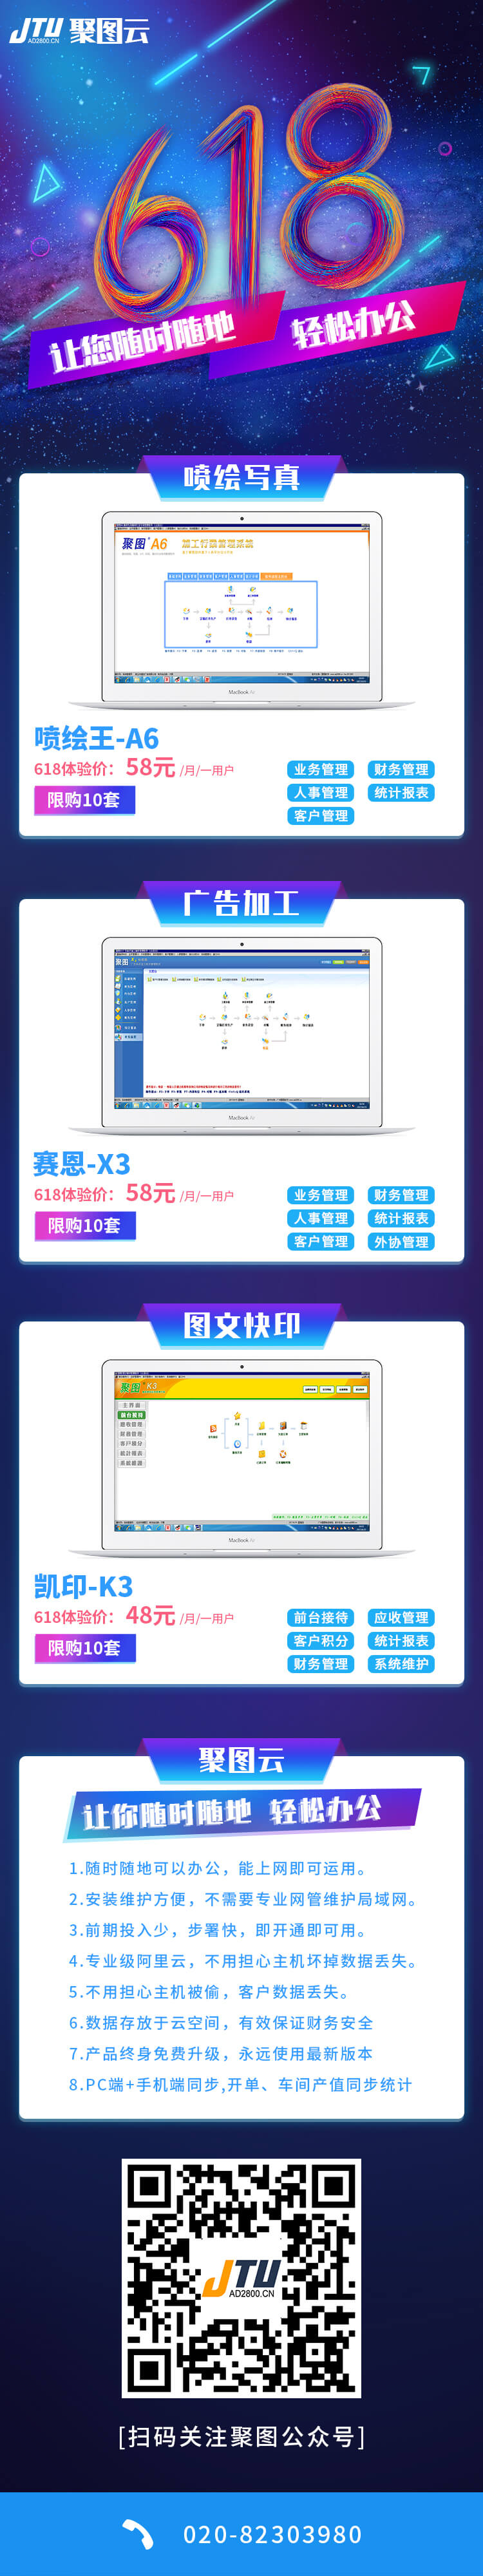 JTU 聚图云
AD2800.CN
618
让您随时随地 轻松办公
喷绘写真
聚图 A6
MacBook Air
喷绘王-A6
618体验价：58元 /月/一用户
限购10套
业务管理 财务管理
人事管理 统计报表
客户管理
广告加工
聚图
MacBook Air
赛恩-X3
618体验价：58元 /月/一用户
限购10套
业务管理 财务管理
人事管理 统计报表
客户管理 外协管理
图文快印
聚图 K3
MacBook Air
凯印-K3
618体验价：48元 /月/一用户
限购10套
前台接待 应收管理
客户积分 统计报表
财务管理 系统维护
聚图云
让你随时随地 轻松办公
1.随时随地可以办公，能上网即可运用。
2.安装维护方便，不需要专业网管维护局域网。
3.前期投入少，步署快，即开通即可用。
4.专业级阿里云，不用担心主机坏掉数据丢失。
5.不用担心主机被偷，客户数据丢失。
6.数据存放于云空间，有效保证财务安全
7.产品终身免费升级，永远使用最新版本
8.PC端+手机端同步,开单、车间产值同步统计
JTU
AD2800.CN
[扫码关注聚图公众号]
020-82303980